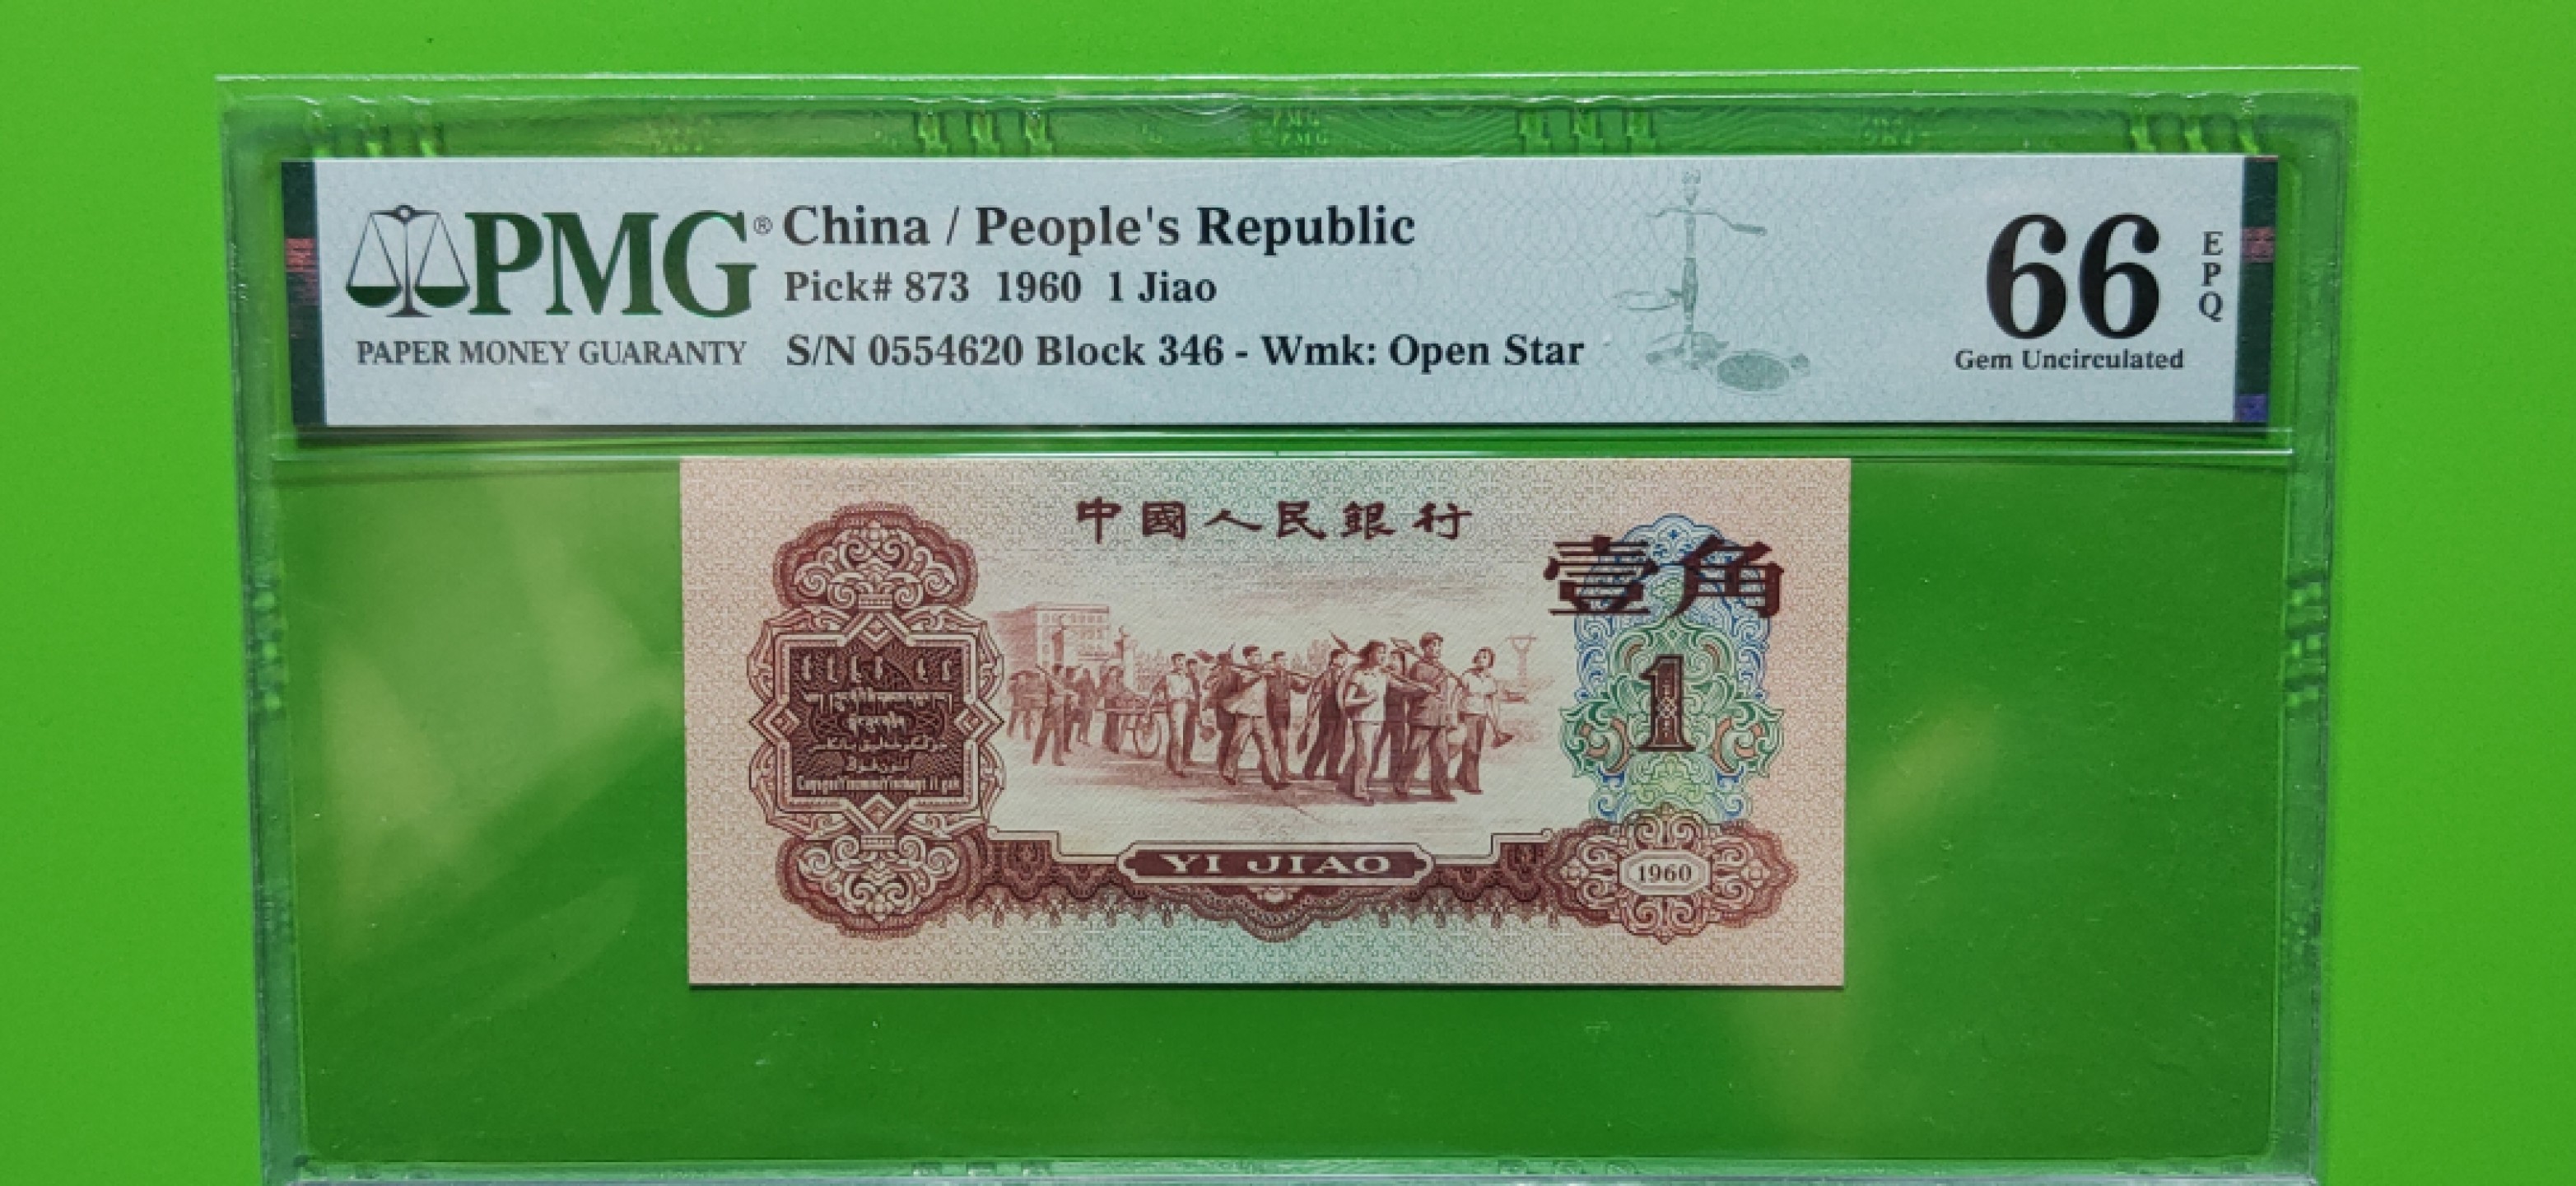 PMG® China / People's Republic
Pick# 873 1960 1 Jiao
PAPER MONEY GUARANTY S/N 0554620 Block 346 - Wmk: Open Star
66 EPQ
Gem Uncirculated
中國人民銀行
壹角
1
YI JIAO
1960